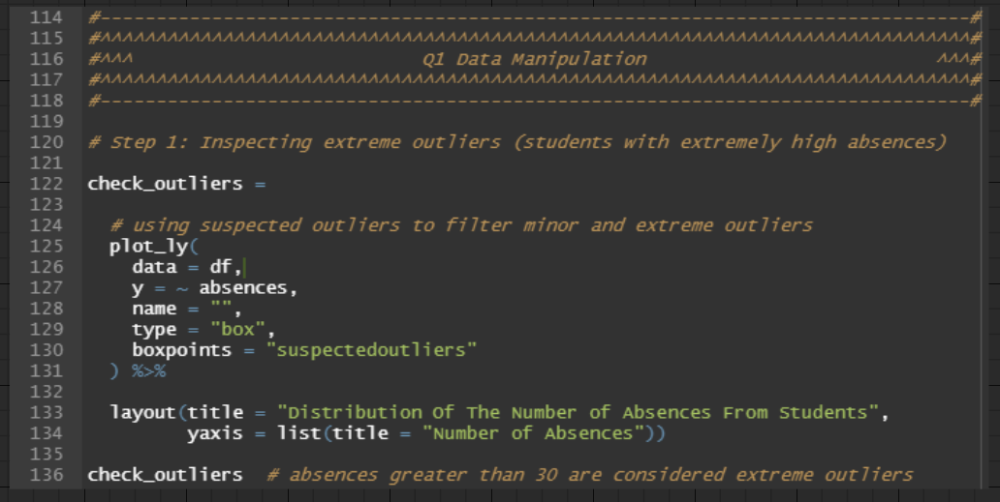 114 #------------------------------------------------------------------------------#
115 #^^^^^^^^^^^^^^^^^^^^^^^^^^^^^^^^^^^^^^^^^^^^^^^^^^^^^^^^^^^^^^^^^^^^^^^^^^^^^^#
116 #^^^                          Q1 Data Manipulation                          ^^^#
117 #^^^^^^^^^^^^^^^^^^^^^^^^^^^^^^^^^^^^^^^^^^^^^^^^^^^^^^^^^^^^^^^^^^^^^^^^^^^^^^#
118 #------------------------------------------------------------------------------#
119
120 # Step 1: Inspecting extreme outliers (students with extremely high absences)
121
122 check_outliers =
123
124   # using suspected outliers to filter minor and extreme outliers
125   plot_ly(
126     data = df,
127     y = ~ absences,
128     name = "",
129     type = "box",
130     boxpoints = "suspectedoutliers"
131   ) %>%
132
133   layout(title = "Distribution Of The Number of Absences From Students",
134          yaxis = list(title = "Number of Absences"))
135
136 check_outliers  # absences greater than 30 are considered extreme outliers